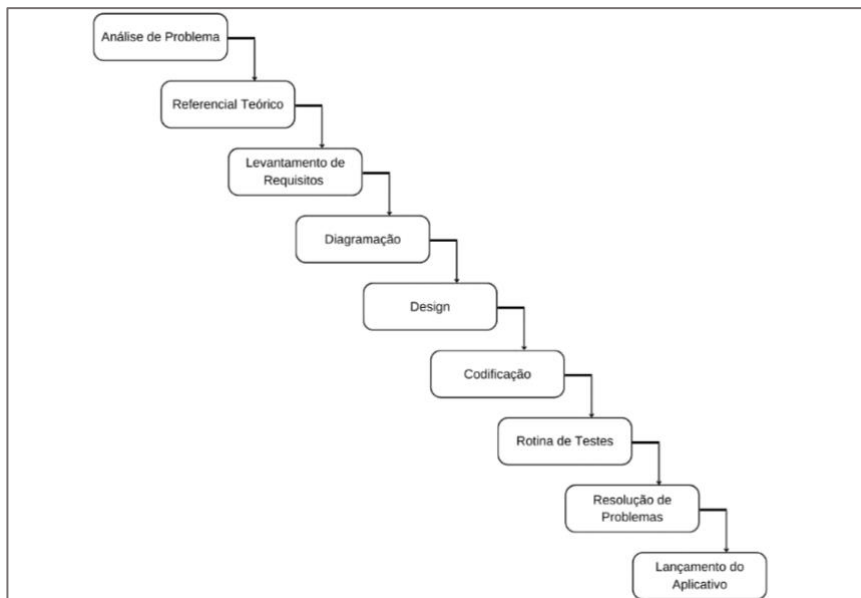 Análise de Problema
Referencial Teórico
Levantamento de
Requisitos
Diagramação
Design
Codificação
Rotina de Testes
Resolução de
Problemas
Lançamento do
Aplicativo